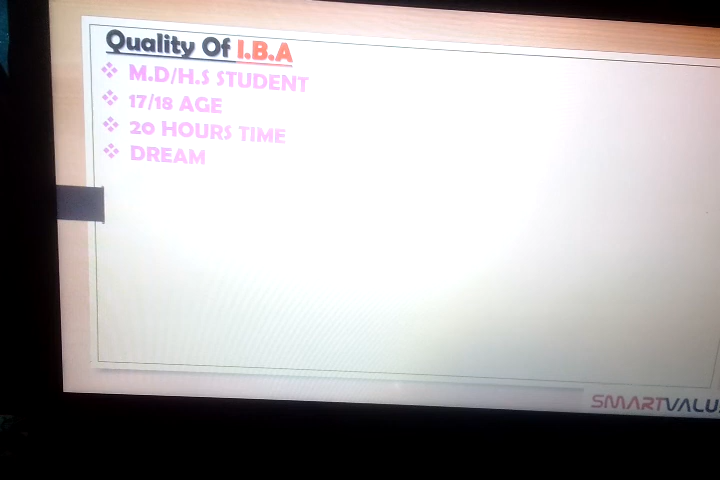 Quality Of I.B.A
M.D/H.S STUDENT
17/18 AGE
20 HOURS TIME
DREAM